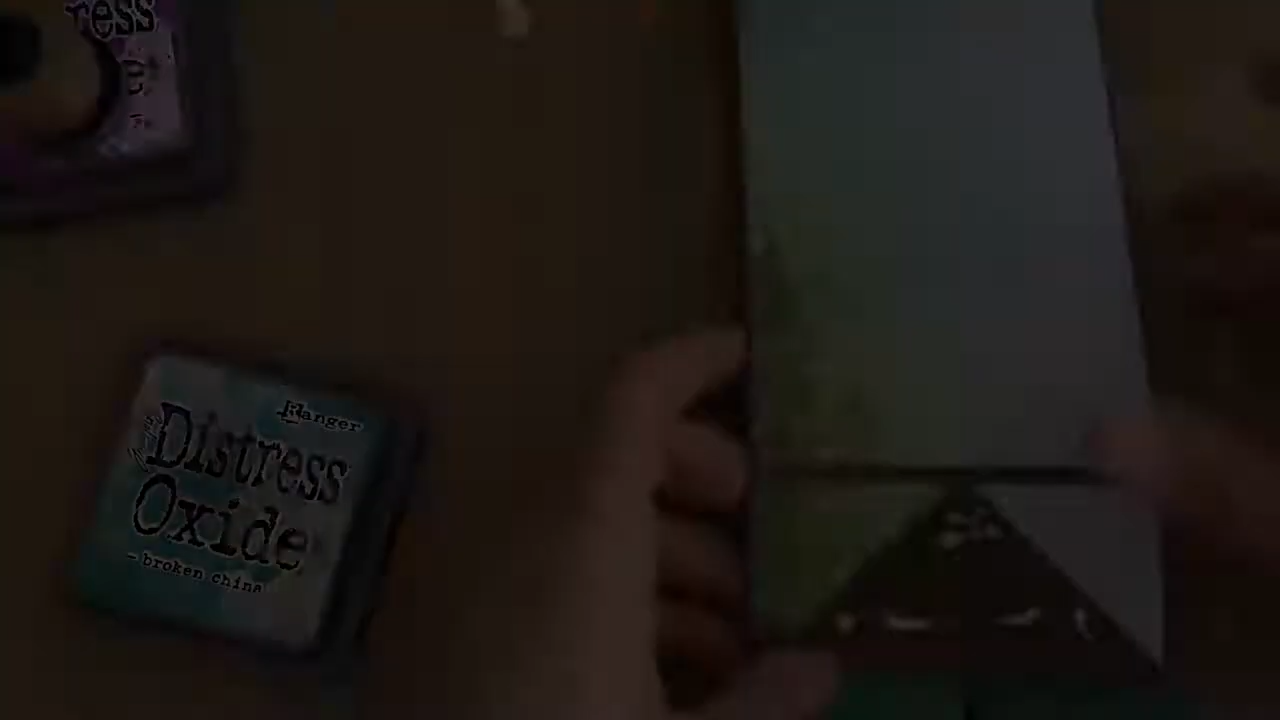 ress
Ranger
Distress
Oxide
- broken china